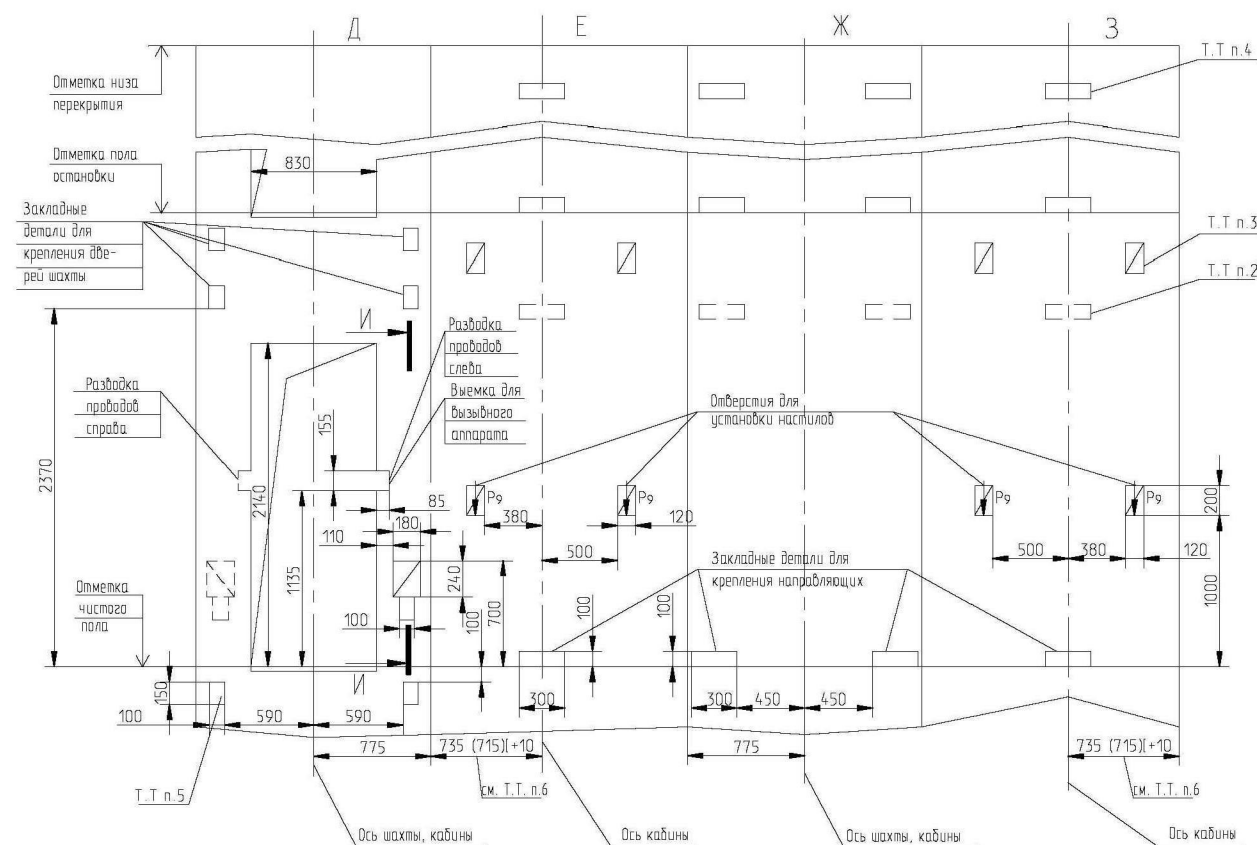 Д
Е
Ж
З
Отметка низа
перекрытия
Т.Т п.4
Отметка пола
остановки
830
Закладные
детали для
крепления две-
рей шахты
Т.Т п.3
Т.Т п.2
И
Разводка
проводов
слева
Выемка для
вызывного
аппарата
Разводка
проводов
справа
Отверстия для
установки настилов
2370
2140
155
1135
85
180
110
240
700
100
100
Р9
Р9
Р9
Р9
380
120
500
500
380
120
200
1000
Закладные детали для
крепления направляющих
Отметка
чистого
пола
100
100
И
150
100
590
590
300
300
450
450
775
735 (715)[+10
775
735 (715)[+10
Т.Т п.5
см. Т.Т. п.6
см. Т.Т. п.6
Ось шахты, кабины
Ось кабины
Ось шахты, кабины
Ось кабины